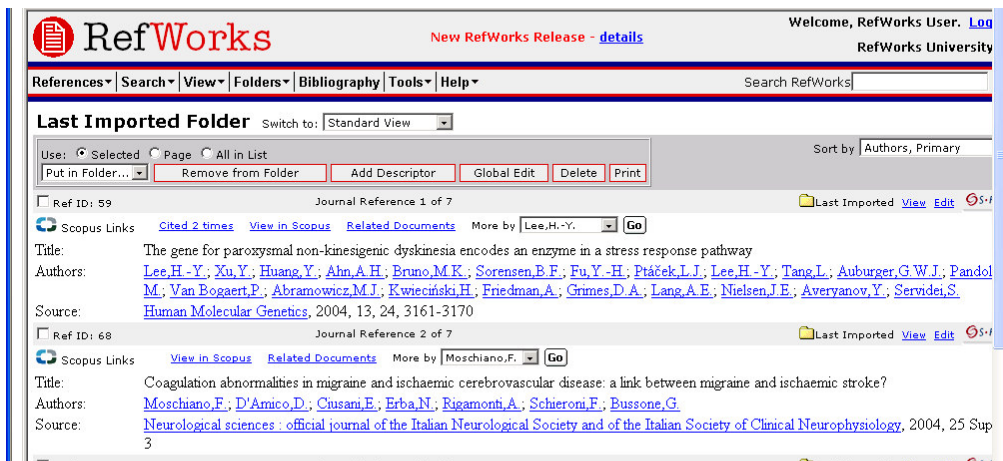 RefWorks
New RefWorks Release - details
Welcome, RefWorks User. Log
RefWorks University
References Search View Folders Bibliography Tools Help
Search RefWorks
Last Imported Folder Switch to: Standard View
Use: Selected Page All in List
Sort by Authors, Primary
Put in Folder... Remove from Folder Add Descriptor Global Edit Delete Print
Ref ID: 59 Journal Reference 1 of 7 Last Imported View Edit
Scopus Links Cited 2 times View in Scopus Related Documents More by Lee,H.-Y. Go
Title: The gene for paroxysmal non-kinesigenic dyskinesia encodes an enzyme in a stress response pathway
Authors: Lee,H.-Y.; Xu,Y.; Huang,Y.; Ahn,A.H.; Bruno,M.K.; Sorensen,B.F.; Fu,Y.-H.; Ptáček,L.J.; Lee,H.-Y.; Tang,L.; Auburger,G.W.J.; Pandol
M.; Van Bogaert,P.; Abramowicz,M.J.; Kwieciński,H.; Friedman,A.; Grimes,D.A.; Lang,A.E.; Nielsen,J.E.; Averyanov,Y.; Servidei,S.
Source: Human Molecular Genetics, 2004, 13, 24, 3161-3170
Ref ID: 68 Journal Reference 2 of 7 Last Imported View Edit
Scopus Links View in Scopus Related Documents More by Moschiano,F. Go
Title: Coagulation abnormalities in migraine and ischaemic cerebrovascular disease: a link between migraine and ischaemic stroke?
Authors: Moschiano,F.; D'Amico,D.; Ciusani,E.; Erba,N.; Rigamonti,A.; Schieroni,F.; Bussone,G.
Source: Neurological sciences : official journal of the Italian Neurological Society and of the Italian Society of Clinical Neurophysiology, 2004, 25 Sup
3